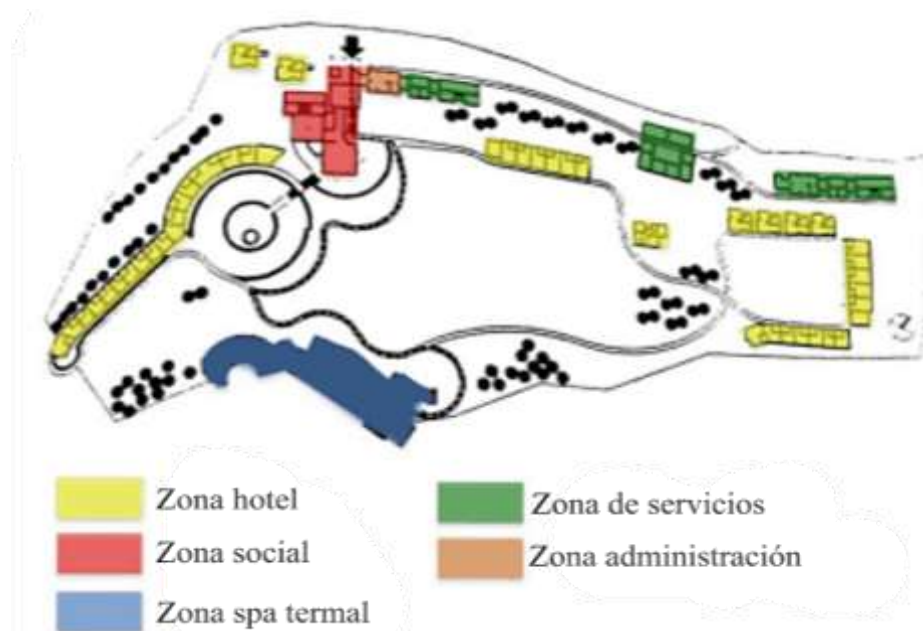 Zona hotel
Zona social
Zona spa termal
Zona de servicios
Zona administración